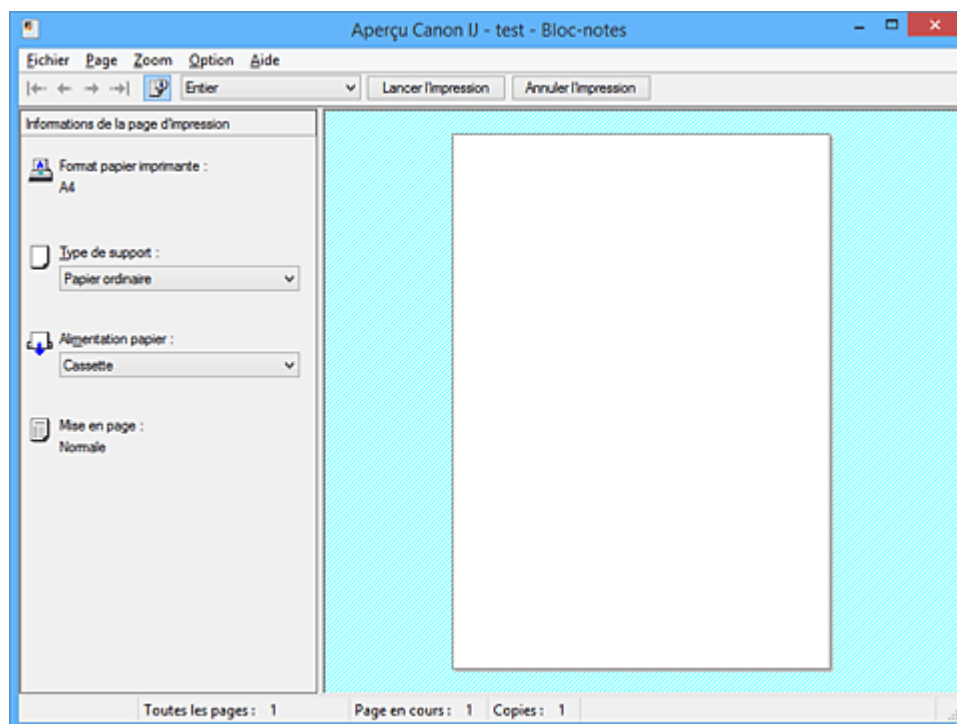 Aperçu Canon IJ - test - Bloc-notes
Fichier Page Zoom Option Aide
Entier Lancer l'impression Annuler l'impression
Informations de la page d'impression
Format papier imprimante :
A4
Type de support :
Papier ordinaire
Alimentation papier :
Cassette
Mise en page :
Normale
Toutes les pages : 1 Page en cours : 1 Copies : 1